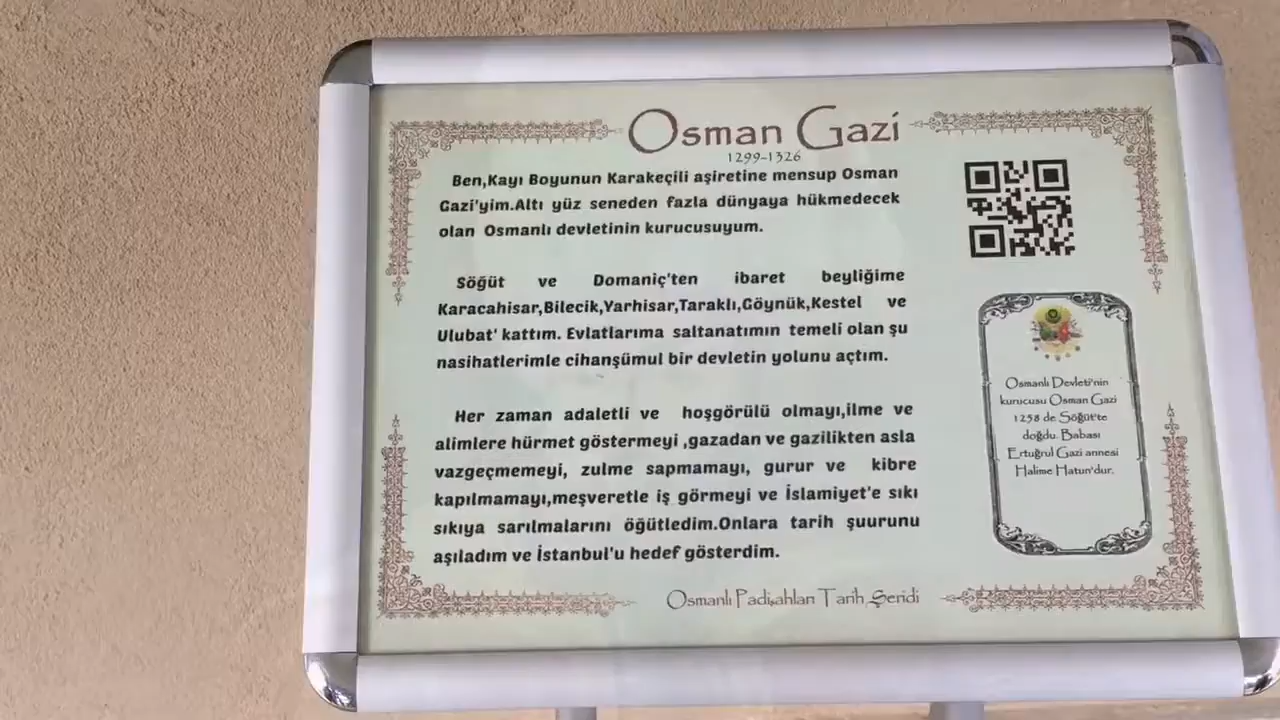 Osman Gazi
1299-1326
Ben,Kayı Boyunun Karakeçili aşiretine mensup Osman
Gazi'yim.Altı yüz seneden fazla dünyaya hükmedecek
olan Osmanlı devletinin kurucusuyum.
Söğüt ve Domaniç'ten ibaret beyliğime
Karacahisar,Bilecik,Yarhisar,Taraklı,Göynük,Kestel ve
Ulubat' kattım. Evlatlarıma saltanatımın temeli olan şu
nasihatlerimle cihanşümul bir devletin yolunu açtım.
Her zaman adaletli ve hoşgörülü olmayı,ilme ve
alimlere hürmet göstermeyi ,gazadan ve gazilikten asla
vazgeçmemeyi, zulme sapmamayı, gurur ve kibre
kapılmamayı,meşveretle iş görmeyi ve İslamiyet'e sıkı
sıkıya sarılmalarını öğütledim.Onlara tarih şuurunu
aşıladım ve İstanbul'u hedef gösterdim.
Osmanlı Devleti'nin
kurucusu Osman Gazi
1258 de Söğüt'te
doğdu. Babası
Ertuğrul Gazi annesi
Halime Hatun'dur.
Osmanlı Padişahları Tarih Şeridi